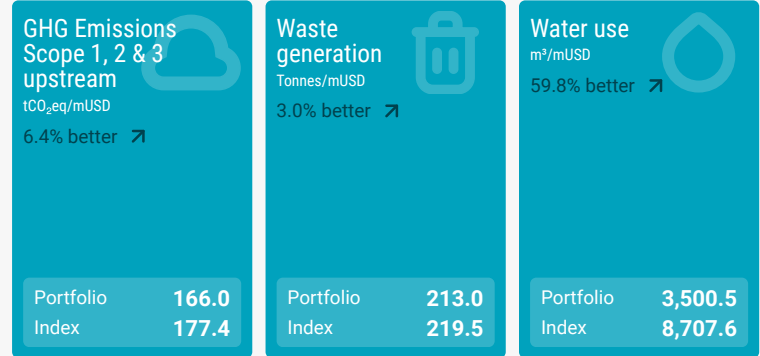 GHG Emissions
Scope 1, 2 & 3
upstream
tCO₂eq/mUSD
6.4% better
Portfolio 166.0
Index 177.4
Waste
generation
Tonnes/mUSD
3.0% better
Portfolio 213.0
Index 219.5
Water use
m³/mUSD
59.8% better
Portfolio 3,500.5
Index 8,707.6